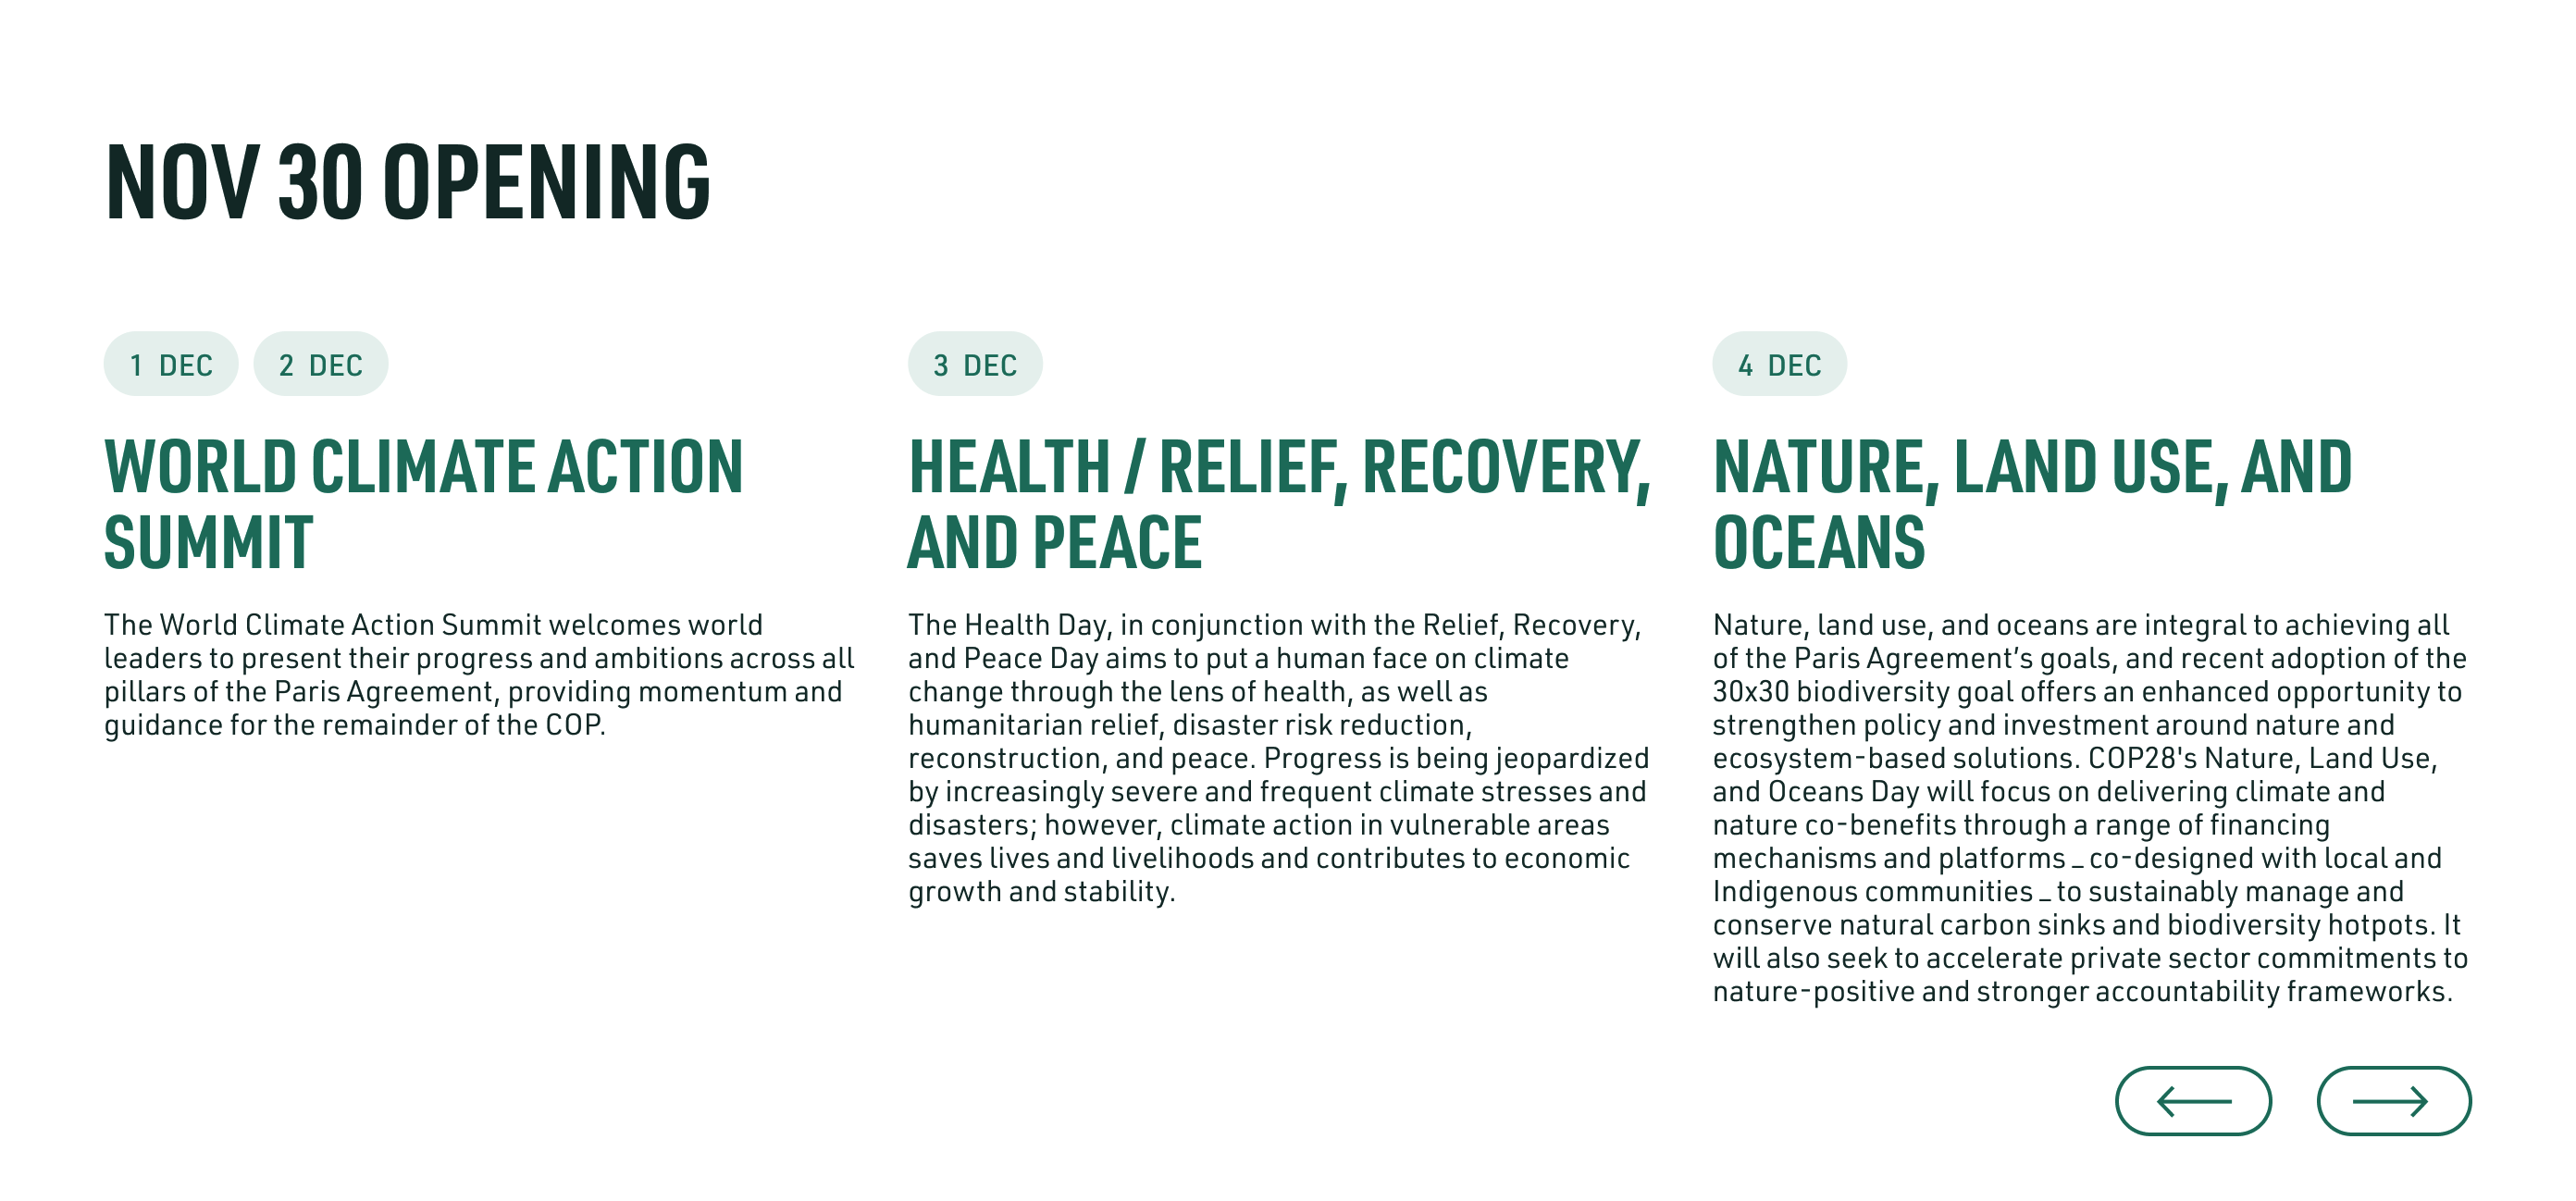 NOV 30 OPENING
1 DEC 2 DEC
WORLD CLIMATE ACTION
SUMMIT
The World Climate Action Summit welcomes world
leaders to present their progress and ambitions across all
pillars of the Paris Agreement, providing momentum and
guidance for the remainder of the COP.
3 DEC
HEALTH / RELIEF, RECOVERY,
AND PEACE
The Health Day, in conjunction with the Relief, Recovery,
and Peace Day aims to put a human face on climate
change through the lens of health, as well as
humanitarian relief, disaster risk reduction,
reconstruction, and peace. Progress is being jeopardized
by increasingly severe and frequent climate stresses and
disasters; however, climate action in vulnerable areas
saves lives and livelihoods and contributes to economic
growth and stability.
4 DEC
NATURE, LAND USE, AND
OCEANS
Nature, land use, and oceans are integral to achieving all
of the Paris Agreement’s goals, and recent adoption of the
30x30 biodiversity goal offers an enhanced opportunity to
strengthen policy and investment around nature and
ecosystem-based solutions. COP28's Nature, Land Use,
and Oceans Day will focus on delivering climate and
nature co-benefits through a range of financing
mechanisms and platforms _ co-designed with local and
Indigenous communities _ to sustainably manage and
conserve natural carbon sinks and biodiversity hotpots. It
will also seek to accelerate private sector commitments to
nature-positive and stronger accountability frameworks.